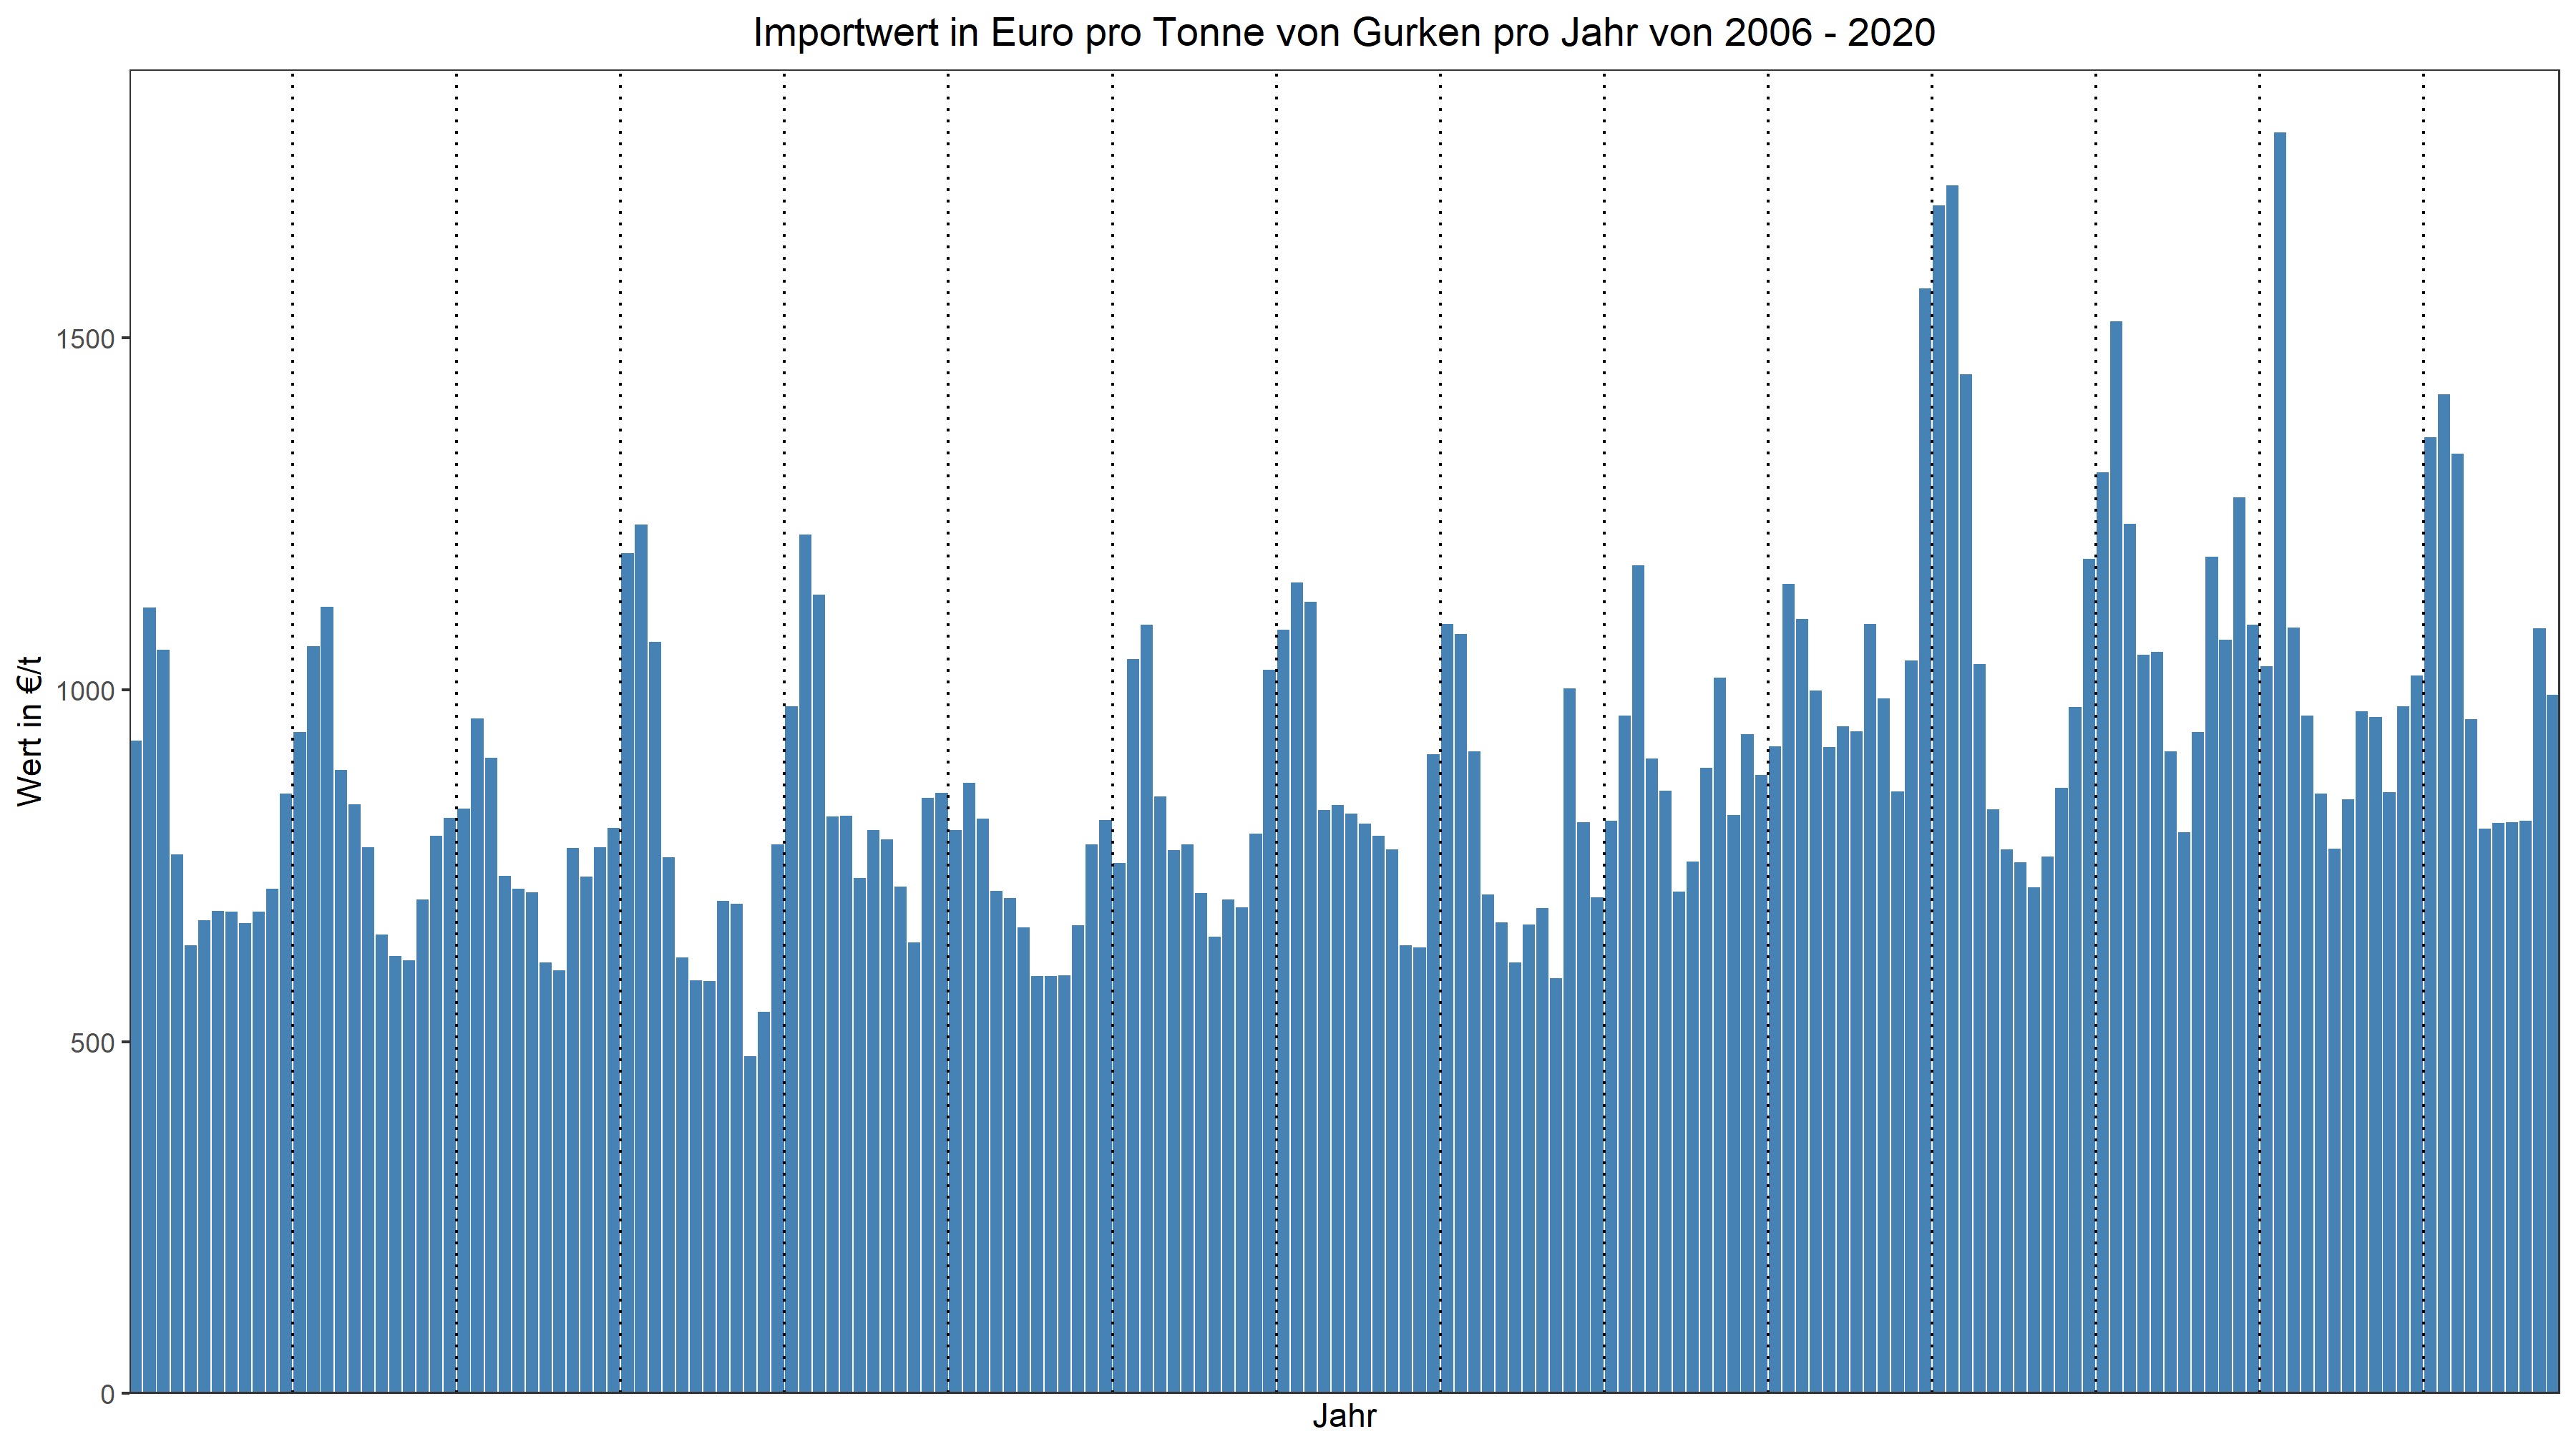 Importwert in Euro pro Tonne von Gurken pro Jahr von 2006 - 2020
Wert in €/t
1500
1000
500
0
Jahr